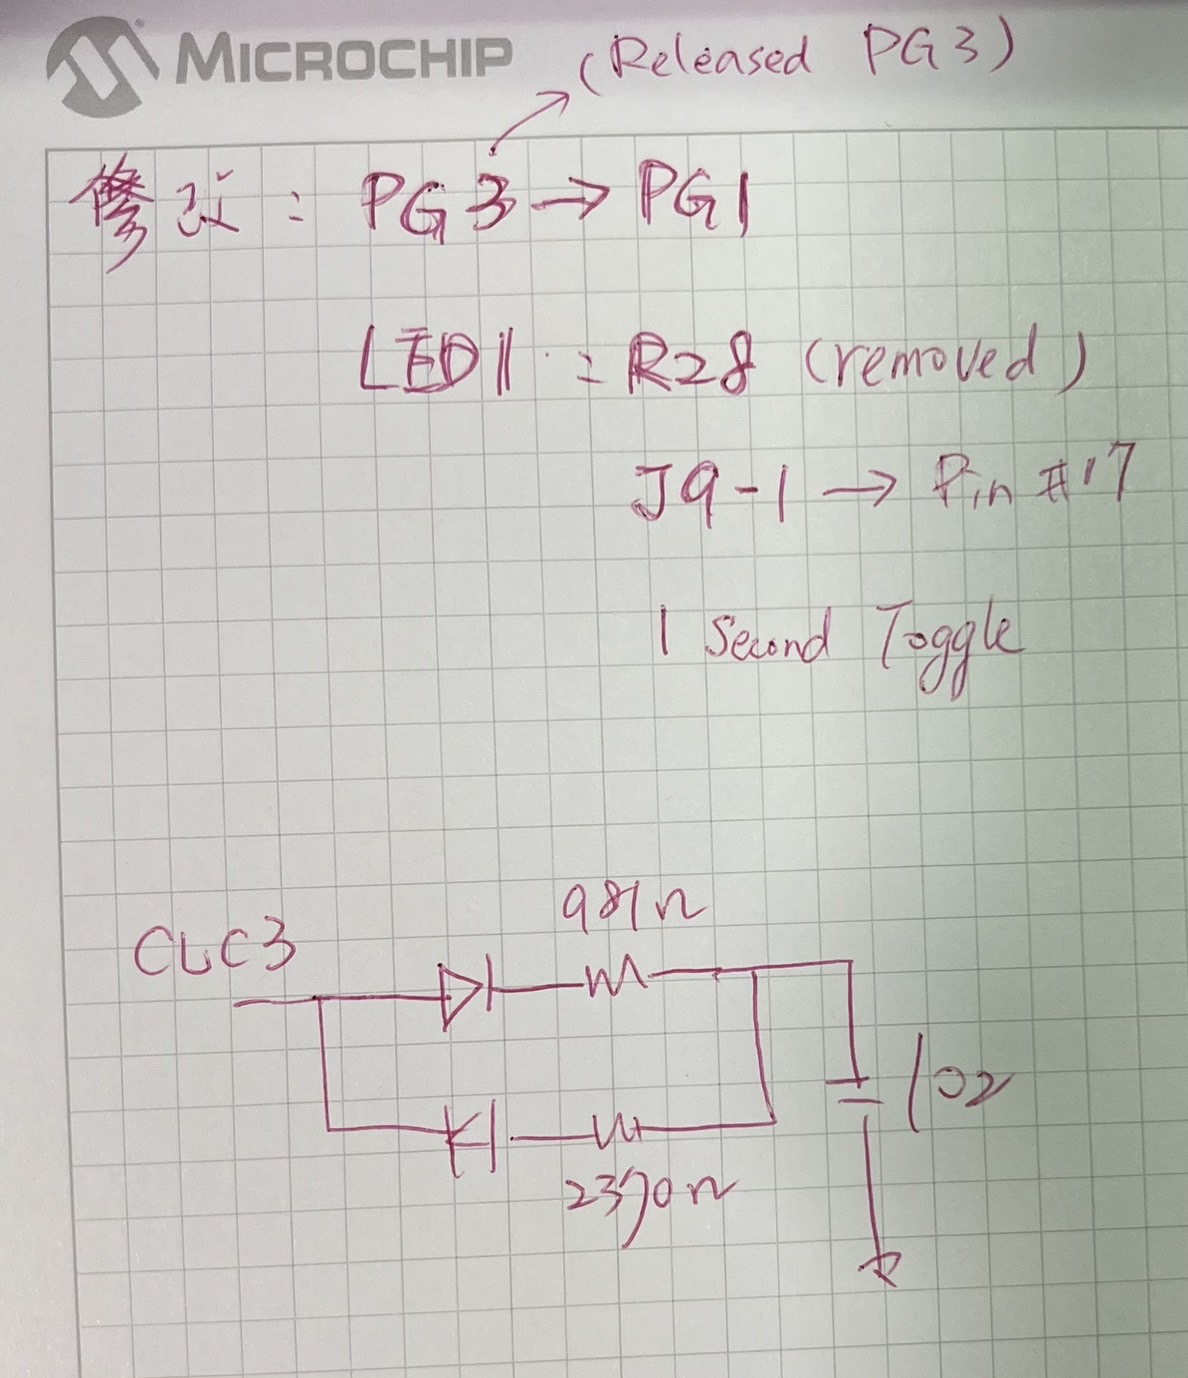 MICROCHIP (Released PG3)
修改: PG3 → PG1
LED1 : R28 (removed)
J9-1 → Pin #17
1 Second Toggle
981Ω
CLC3
102
2370Ω